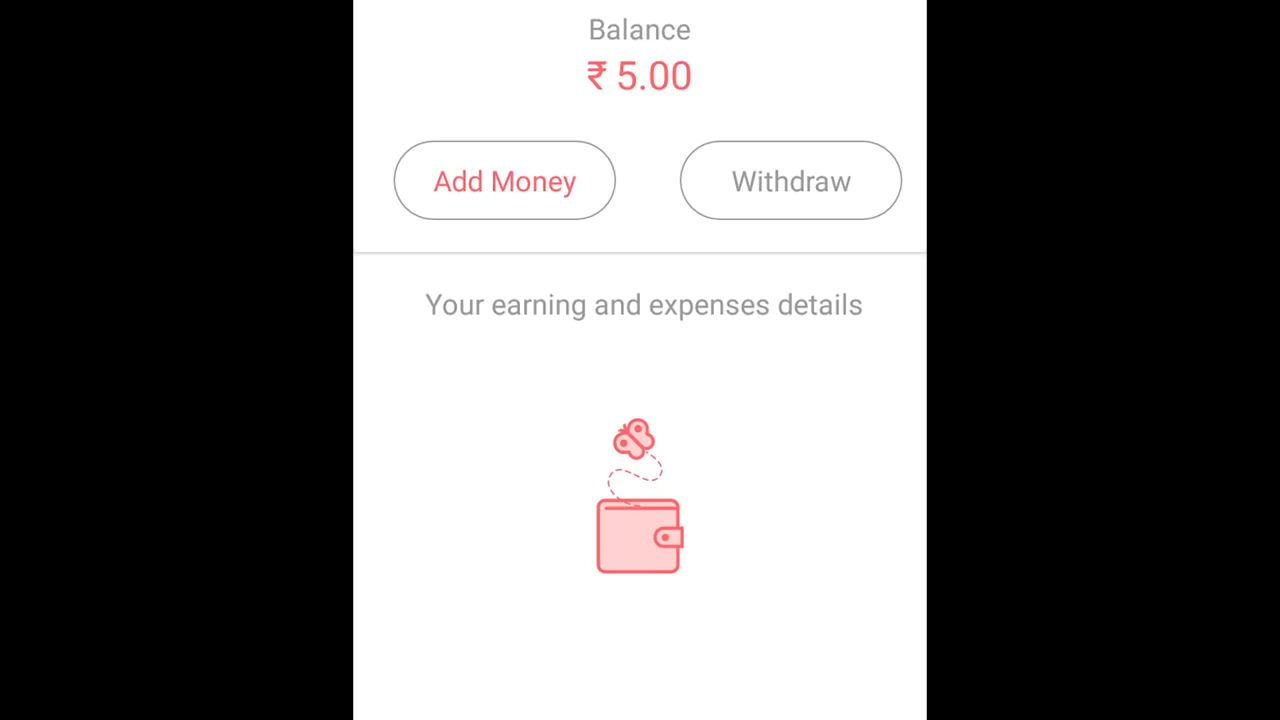 Balance
₹ 5.00
Add Money
Withdraw
Your earning and expenses details